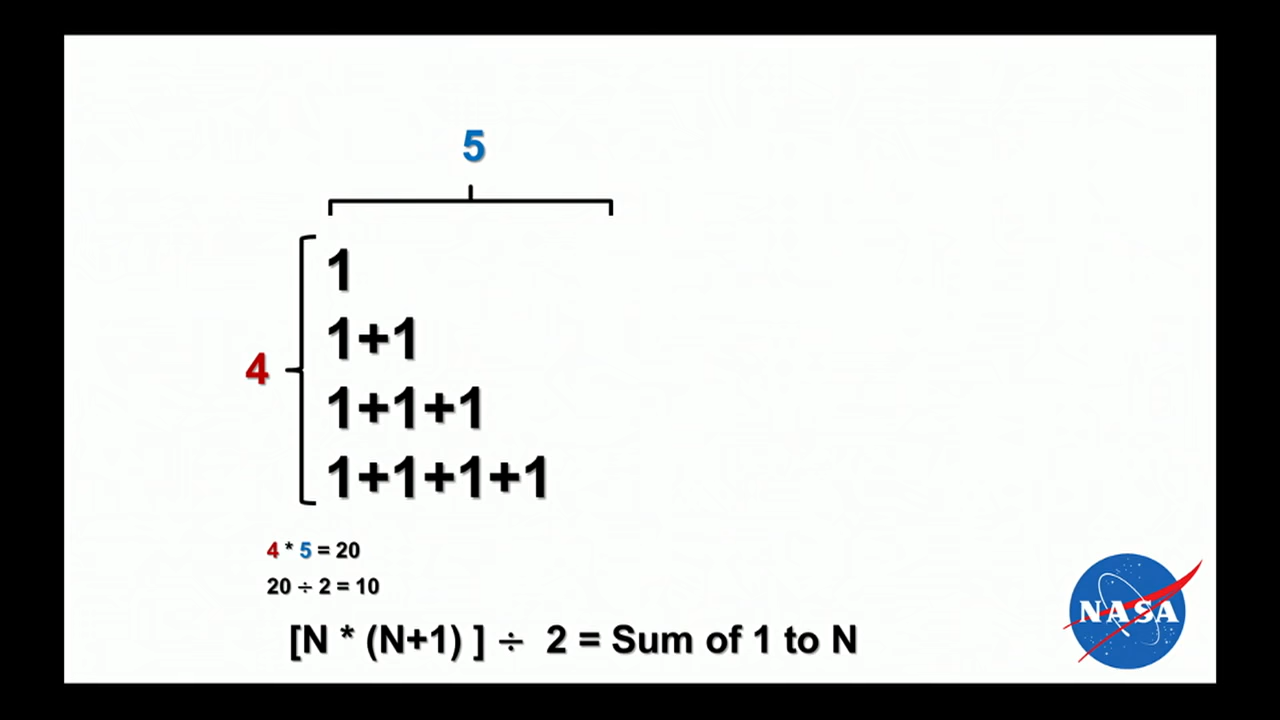 5
1
1+1
4
1+1+1
1+1+1+1
4 * 5 = 20
20 ÷ 2 = 10
[N * (N+1) ] ÷ 2 = Sum of 1 to N
NASA